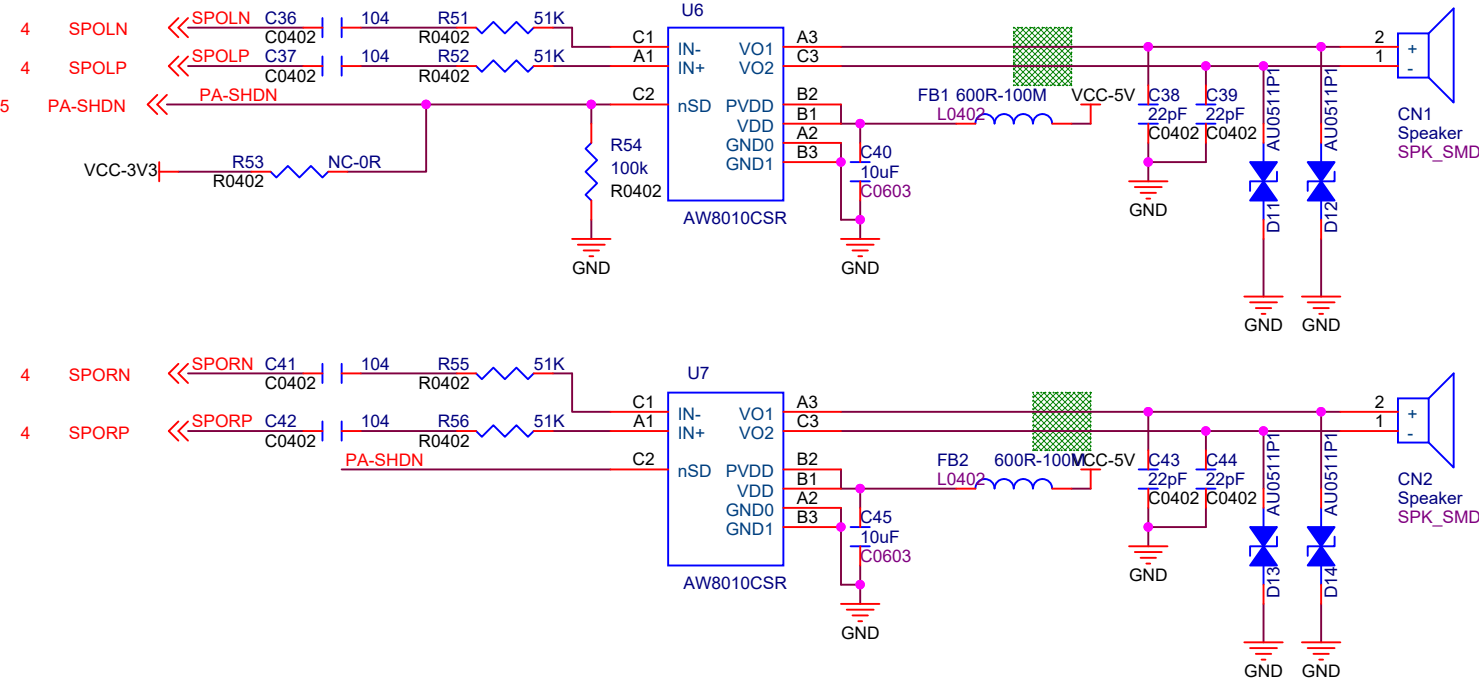 U6
4 SPOLN SPOLN C36 104 R51 51K
C0402 R0402
4 SPOLP SPOLP C37 104 R52 51K
C0402 R0402
5 PA-SHDN PA-SHDN
VCC-3V3 R53 NC-0R
R0402
R54
100k
R0402
GND
C1 IN- VO1 A3
A1 IN+ VO2 C3
C2 nSD PVDD B2
VDD B1
GND0 A2
GND1 B3
AW8010CSR
C40
10uF
C0603
GND
FB1 600R-100M VCC-5V
L0402
C38 C39
22pF 22pF
C0402 C0402
GND
AU0511P1 AU0511P1
D11 D12
GND GND
2 +
1 -
CN1
Speaker
SPK_SMD
U7
4 SPORN SPORN C41 104 R55 51K
C0402 R0402
4 SPORP SPORP C42 104 R56 51K
C0402 R0402
PA-SHDN
C1 IN- VO1 A3
A1 IN+ VO2 C3
C2 nSD PVDD B2
VDD B1
GND0 A2
GND1 B3
AW8010CSR
C45
10uF
C0603
GND
FB2 600R-100M VCC-5V
L0402
C43 C44
22pF 22pF
C0402 C0402
GND
AU0511P1 AU0511P1
D13 D14
GND GND
2 +
1 -
CN2
Speaker
SPK_SMD